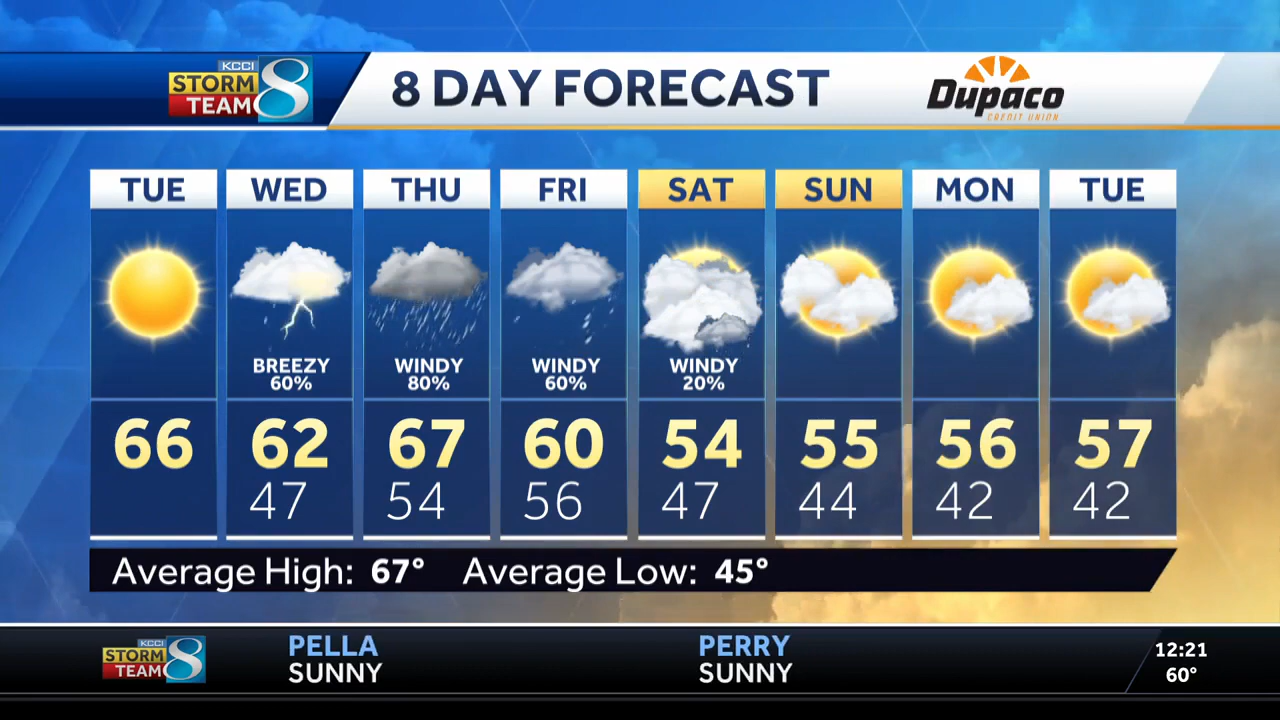 KCCI
STORM
TEAM 8
8 DAY FORECAST
Dupaco
CREDIT UNION
TUE WED THU FRI SAT SUN MON TUE
BREEZY WINDY WINDY WINDY
60% 80% 60% 20%
66 62 67 60 54 55 56 57
47 54 56 47 44 42 42
Average High: 67° Average Low: 45°
KCCI
STORM
TEAM 8
PELLA PERRY
SUNNY SUNNY
12:21
60°